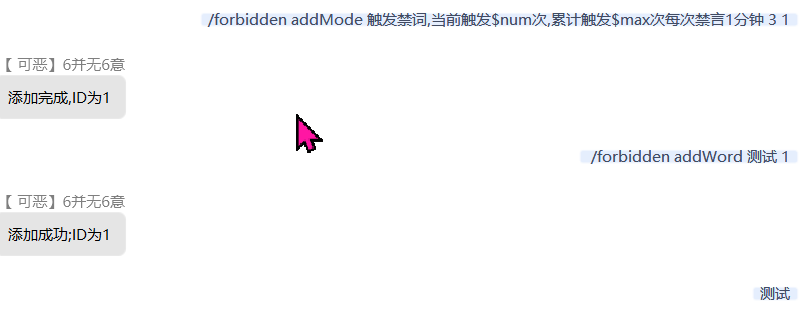 /forbidden addMode 触发禁词,当前触发$num次,累计触发$max次每次禁言1分钟 3 1
【 可恶】6并无6意
添加完成,ID为1
/forbidden addWord 测试 1
【 可恶】6并无6意
添加成功;ID为1
测试